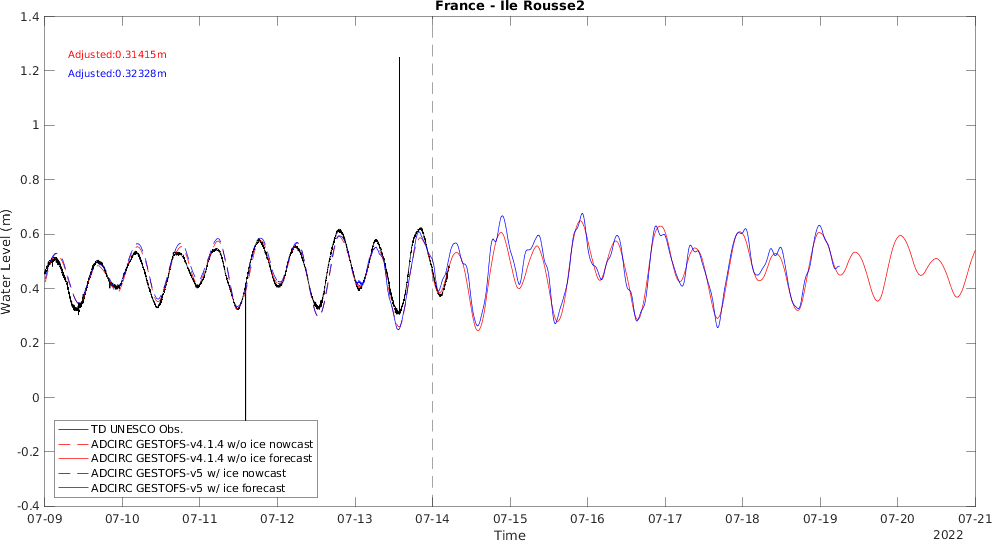 France - Ile Rousse2
Adjusted:0.31415m
Adjusted:0.32328m
1.4
1.2
1
0.8
0.6
0.4
0.2
0
-0.2
-0.4
Water Level (m)
TD UNESCO Obs.
ADCIRC GESTOFS-v4.1.4 w/o ice nowcast
ADCIRC GESTOFS-v4.1.4 w/o ice forecast
ADCIRC GESTOFS-v5 w/ ice nowcast
ADCIRC GESTOFS-v5 w/ ice forecast
07-09 07-10 07-11 07-12 07-13 07-14 07-15 07-16 07-17 07-18 07-19 07-20 07-21
Time
2022